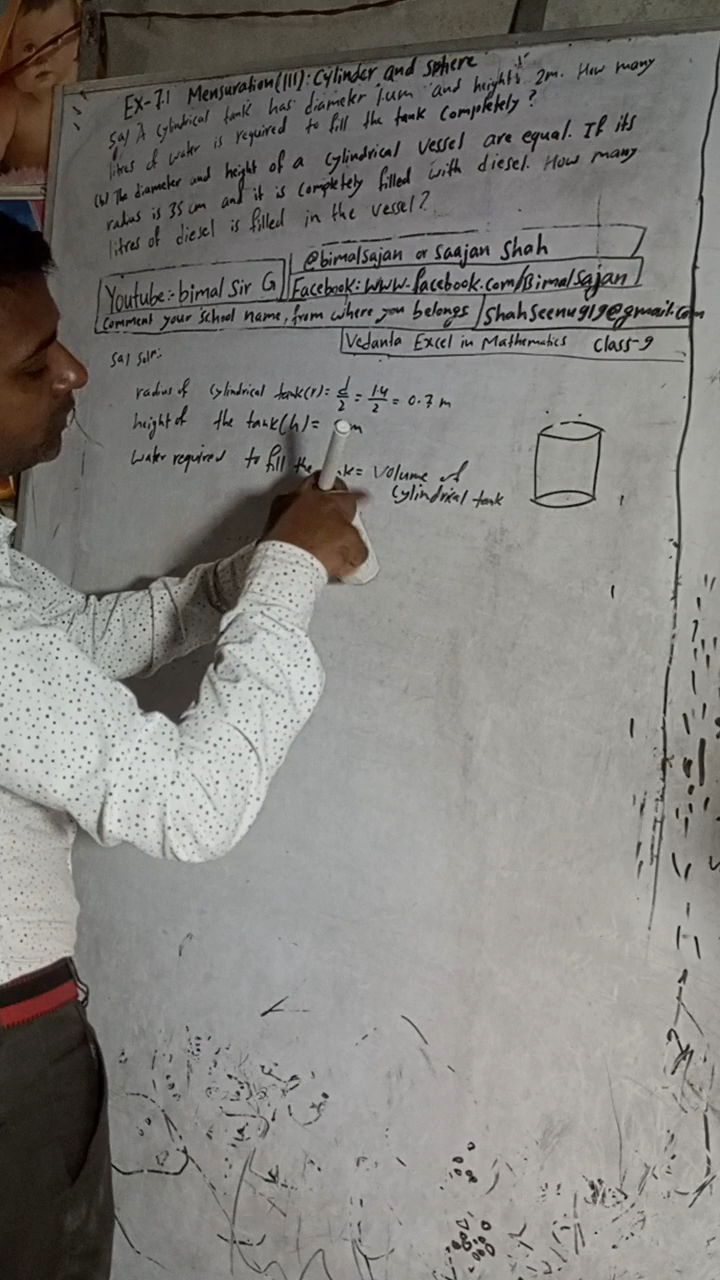 Ex-7.1 Mensuration(III): Cylinder and sphere
5a) A cylindrical tank has diameter 1.4m and height is 2m. How many
litres of water is required to fill the tank completely?
(b) The diameter and height of a cylindrical vessel are equal. If its
radius is 35 cm and it is completely filled with diesel. How many
litres of diesel is filled in the vessel?
@bimalsajan or Saajan Shah
Youtube:- bimal Sir G
Facebook: www.facebook.com/Bimalsajan
Comment your School name, from where you belongs
Shahseenu919@gmail.com
Vedanta Excel in Mathematics Class-9
5a) Soln:
radius of cylindrical tank(r) = d/2 = 1.4/2 = 0.7 m
height of the tank(h) = m
Water required to fill the = Volume of
Cylindrical tank